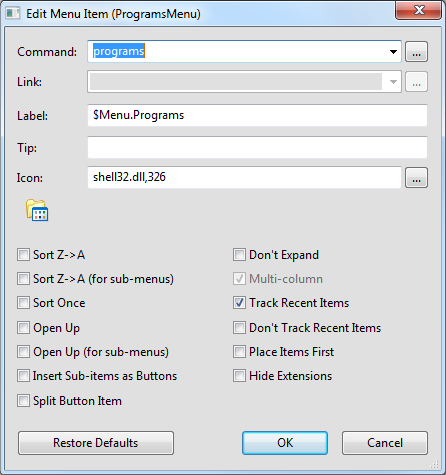 Edit Menu Item (ProgramsMenu)
Command: programs ...
Link: ...
Label: $Menu.Programs
Tip:
Icon: shell32.dll,326 ...
Sort Z->A Don't Expand
Sort Z->A (for sub-menus) Multi-column
Sort Once Track Recent Items
Open Up Don't Track Recent Items
Open Up (for sub-menus) Place Items First
Insert Sub-items as Buttons Hide Extensions
Split Button Item
Restore Defaults OK Cancel